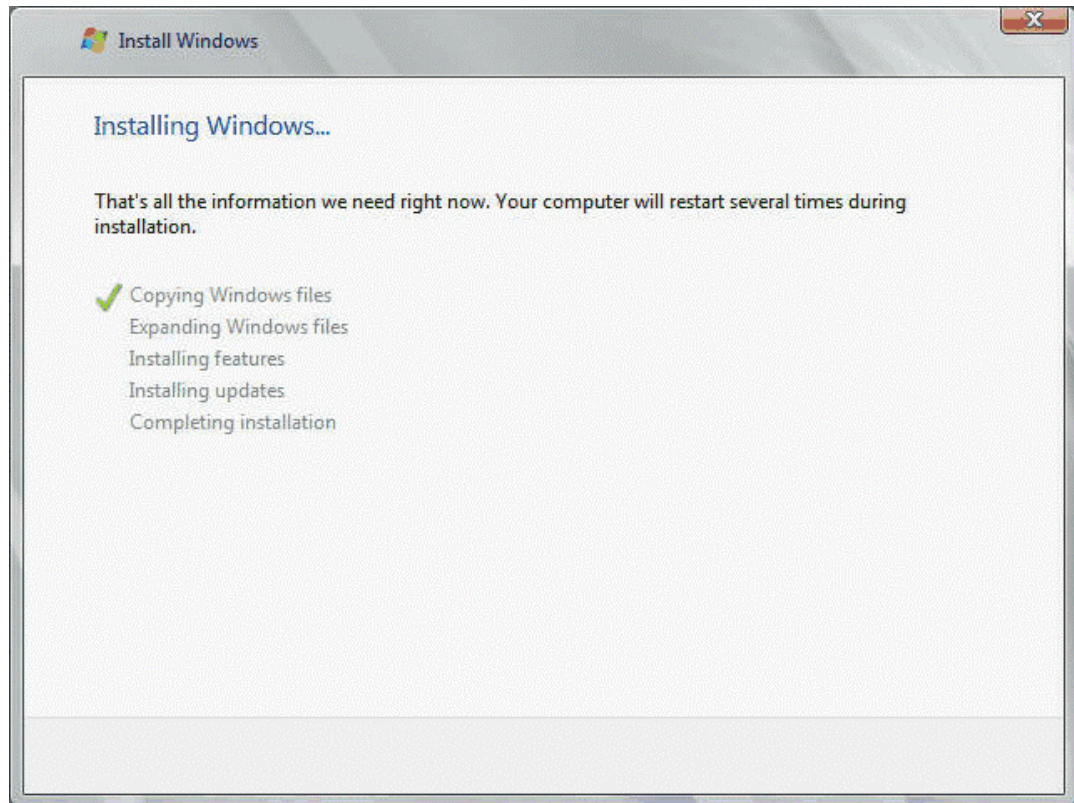 Install Windows
Installing Windows...
That's all the information we need right now. Your computer will restart several times during
installation.
Copying Windows files
Expanding Windows files
Installing features
Installing updates
Completing installation